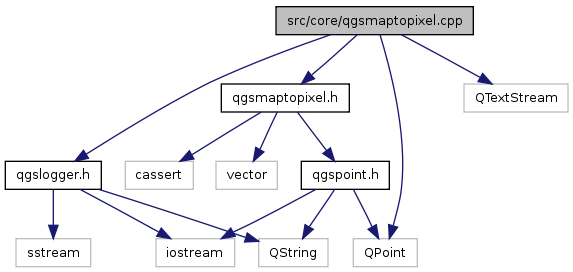 src/core/qgsmaptopixel.cpp
qgsmaptopixel.h
QTextStream
qgslogger.h
cassert
vector
qgspoint.h
sstream
iostream
QString
QPoint